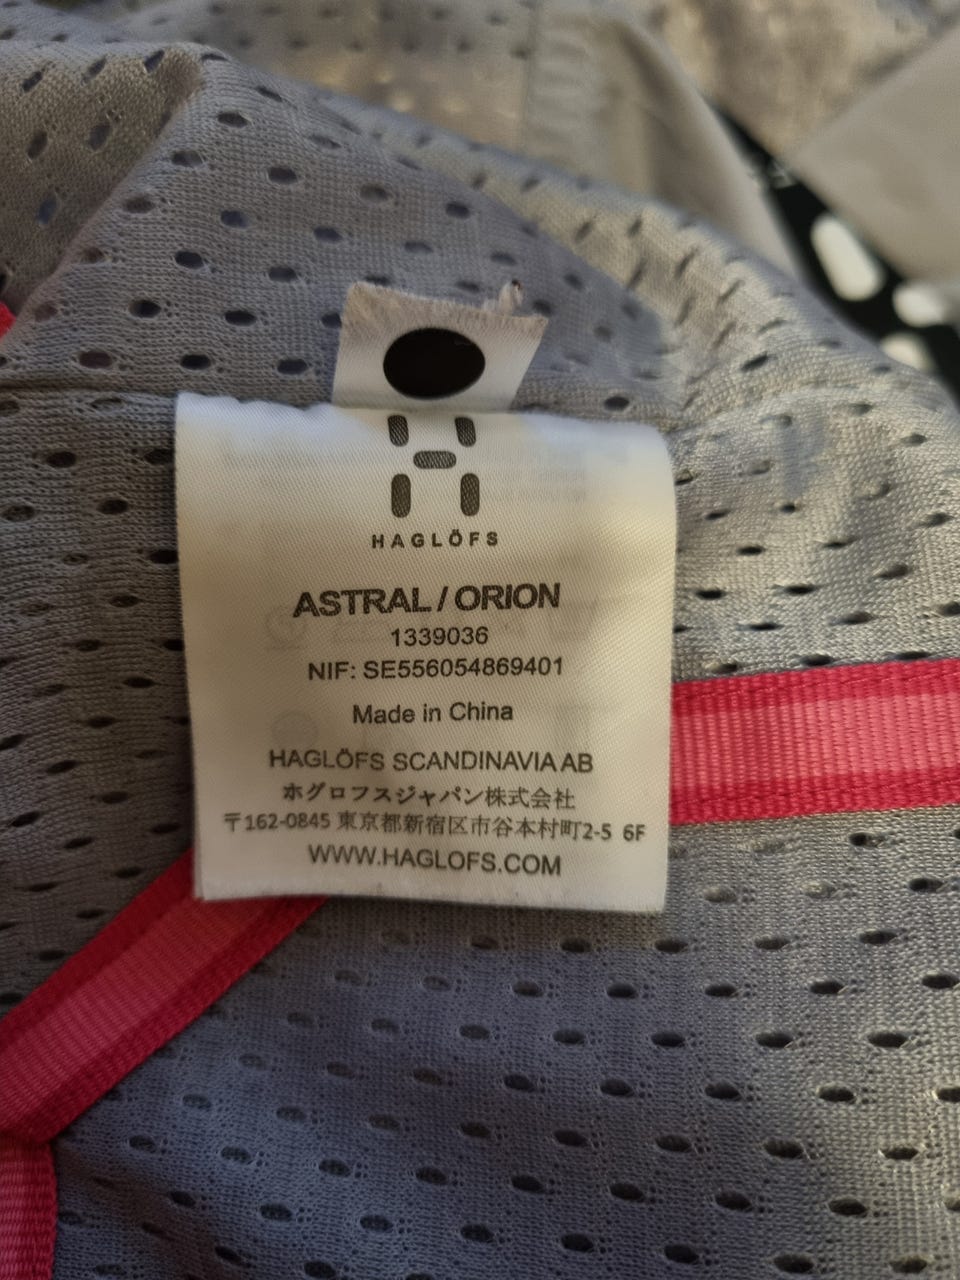 HAGLÖFS
ASTRAL / ORION
1339036
NIF: SE556054869401
Made in China
HAGLÖFS SCANDINAVIA AB
ホグロフスジャパン株式会社
〒162-0845 東京都新宿区市谷本村町2-5 6F
WWW.HAGLOFS.COM